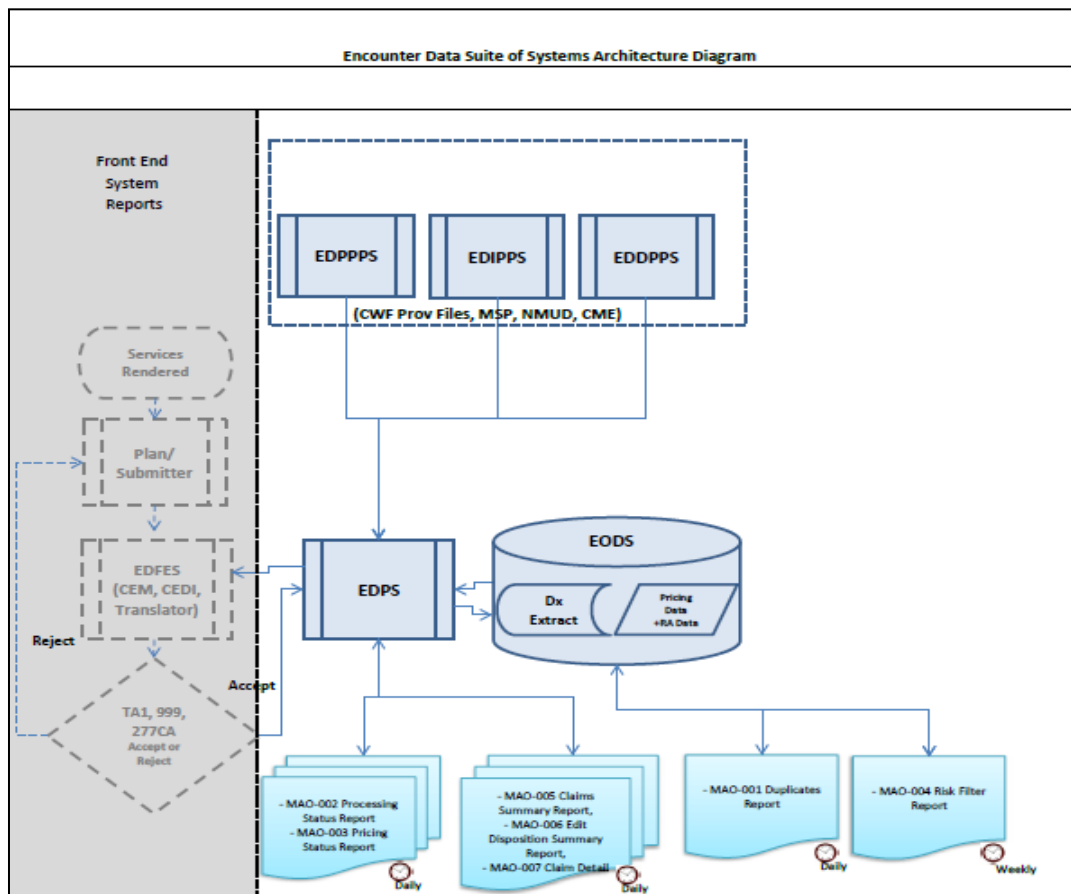 Encounter Data Suite of Systems Architecture Diagram
Front End
System
Reports
EDPPPS
EDIPPS
EDDPPS
(CWF Prov Files, MSP, NMUD, CME)
Services
Rendered
Plan/
Submitter
EDFES
(CEM, CEDI,
Translator)
Reject
Accept
TA1, 999,
277CA
Accept or
Reject
EDPS
EODS
Dx
Extract
Pricing
Data
+RA Data
- MAO-002 Processing
Status Report
- MAO-003 Pricing
Status Report
Daily
- MAO-005 Claims
Summary Report,
- MAO-006 Edit
Disposition Summary
Report,
- MAO-007 Claim Detail
Daily
- MAO-001 Duplicates
Report
Daily
- MAO-004 Risk Filter
Report
Weekly